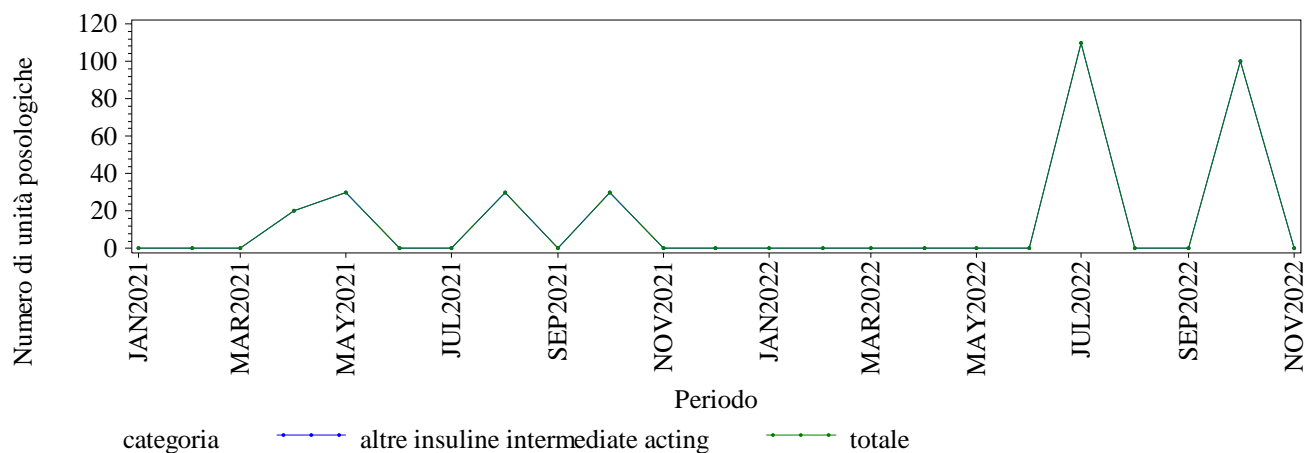 Numero di unità posologiche
120
100
80
60
40
20
0
JAN2021
MAR2021
MAY2021
JUL2021
SEP2021
NOV2021
JAN2022
MAR2022
MAY2022
JUL2022
SEP2022
NOV2022
Periodo
categoria altre insuline intermediate acting totale